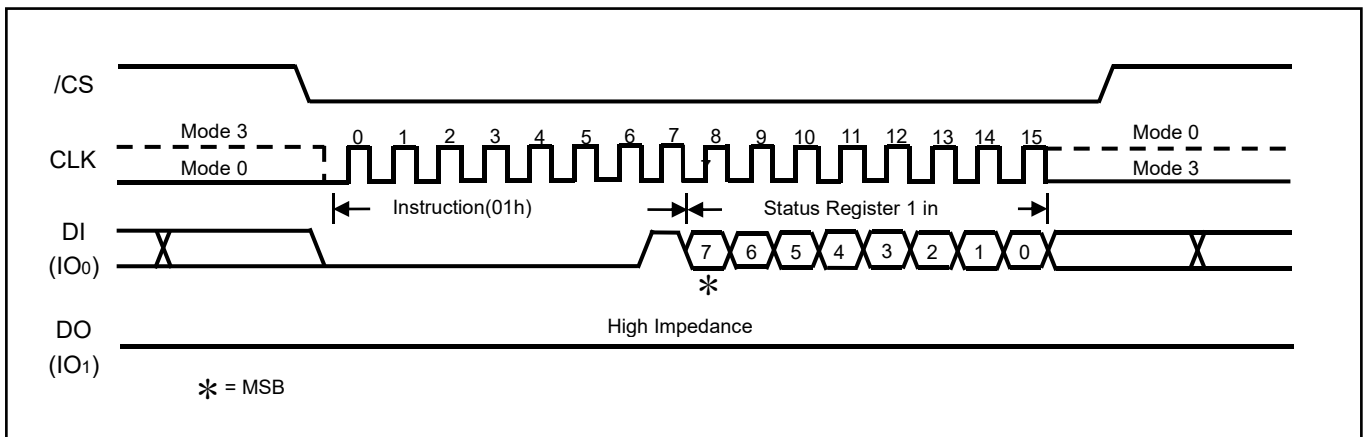 /CS
Mode 3
0 1 2 3 4 5 6 7 8 9 10 11 12 13 14 15
Mode 0
CLK
7
Mode 0
Mode 3
Instruction(01h)
Status Register 1 in
DI
(IO0)
7 6 5 4 3 2 1 0
*
High Impedance
DO
(IO1)
* = MSB